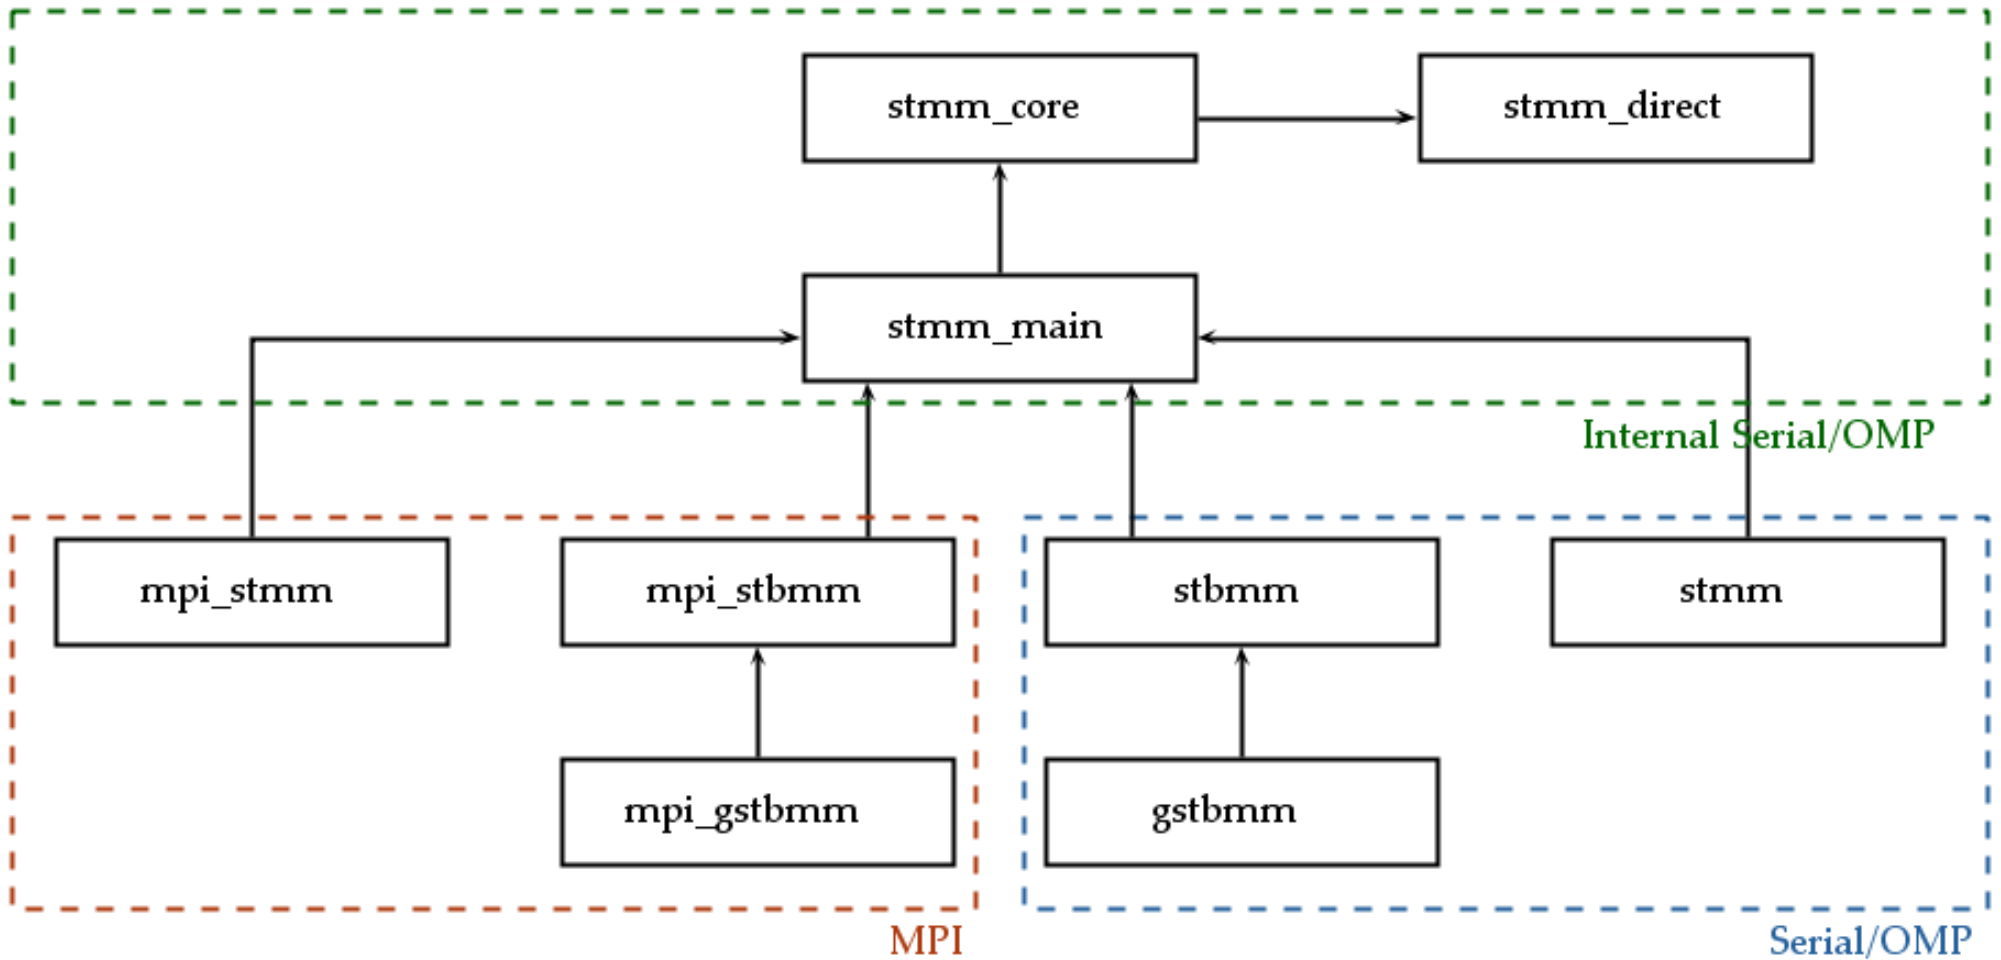 stmm_core
stmm_direct
stmm_main
Internal Serial/OMP
mpi_stmm
mpi_stbmm
stbmm
stmm
mpi_gstbmm
gstbmm
MPI
Serial/OMP